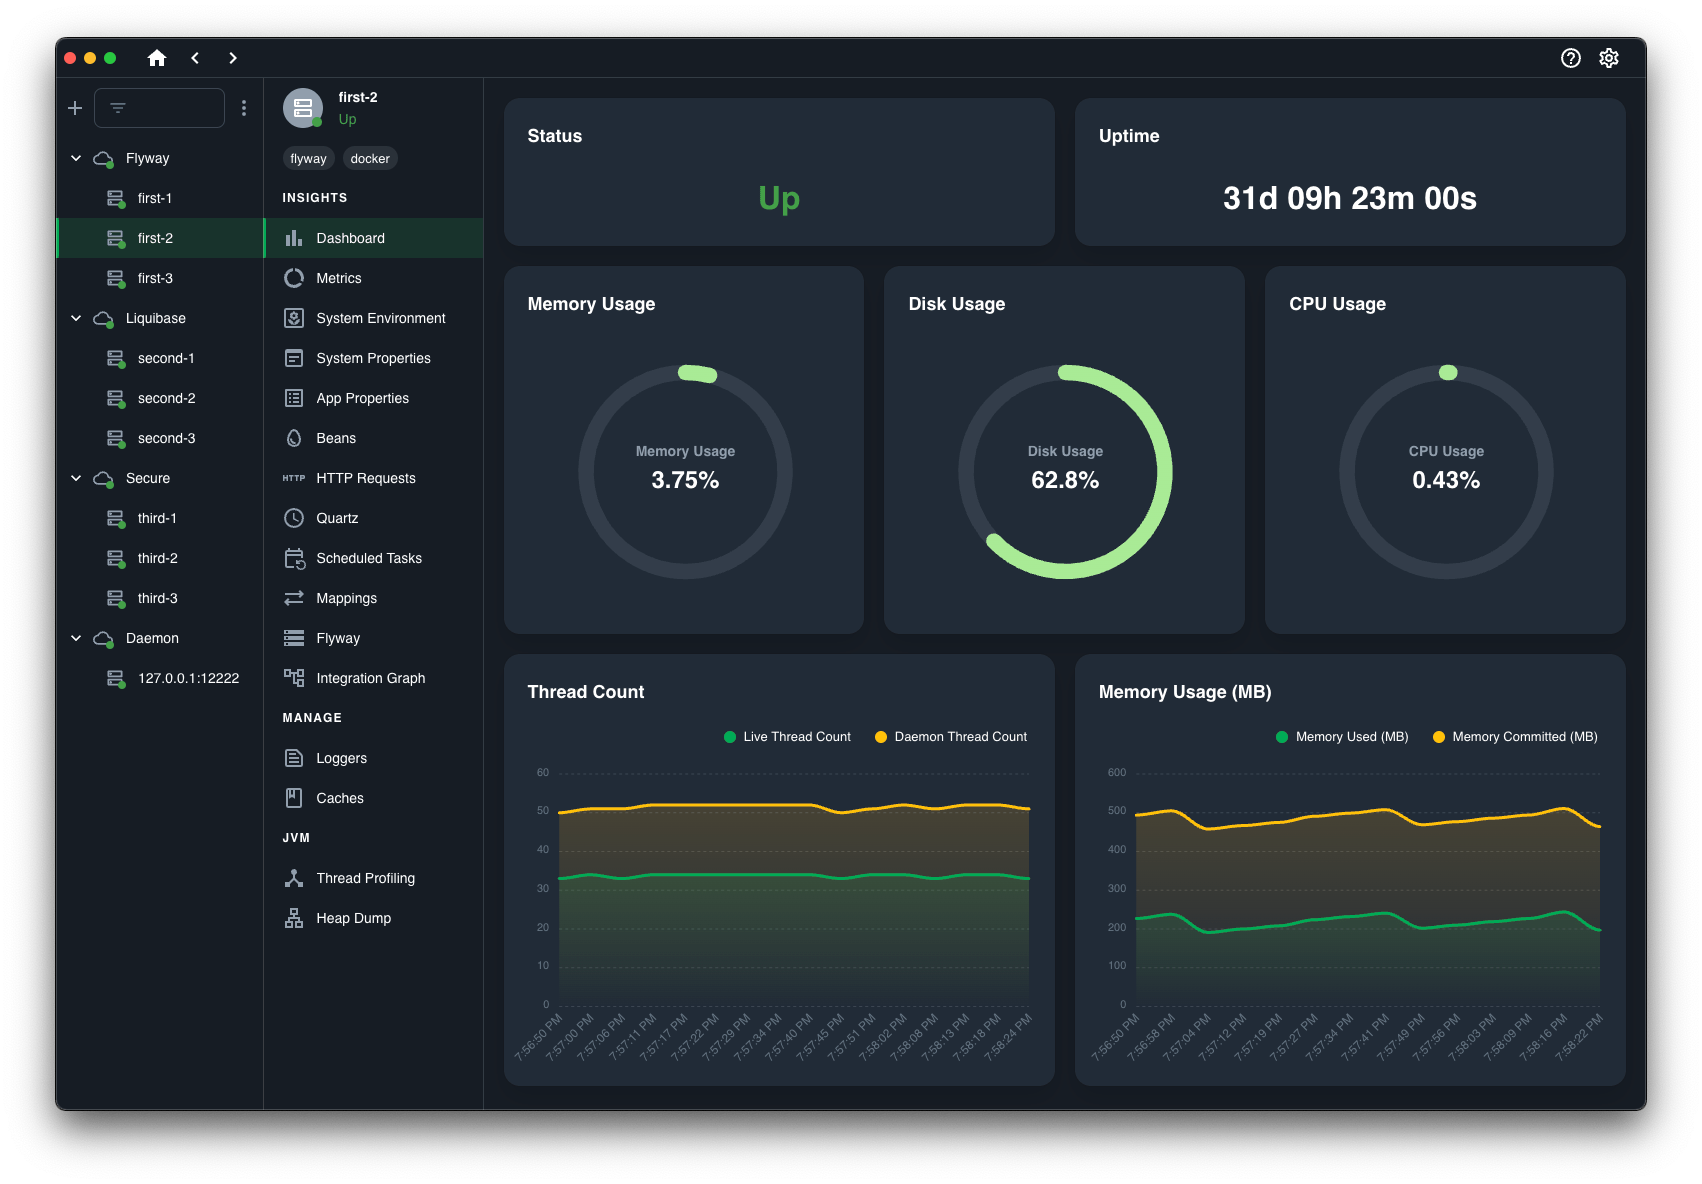 Flyway
first-1
first-2
first-3
Liquibase
second-1
second-2
second-3
Secure
third-1
third-2
third-3
Daemon
127.0.0.1:12222
first-2
Up
flyway docker
INSIGHTS
Dashboard
Metrics
System Environment
System Properties
App Properties
Beans
HTTP HTTP Requests
Quartz
Scheduled Tasks
Mappings
Flyway
Integration Graph
MANAGE
Loggers
Caches
JVM
Thread Profiling
Heap Dump
Status
Up
Uptime
31d 09h 23m 00s
Memory Usage
Memory Usage
3.75%
Disk Usage
Disk Usage
62.8%
CPU Usage
CPU Usage
0.43%
Thread Count
Live Thread Count Daemon Thread Count
60
50
40
30
20
10
0
7:56:50 PM 7:57:00 PM 7:57:06 PM 7:57:11 PM 7:57:17 PM 7:57:22 PM 7:57:29 PM 7:57:34 PM 7:57:40 PM 7:57:45 PM 7:57:51 PM 7:58:02 PM 7:58:08 PM 7:58:13 PM 7:58:18 PM 7:58:24 PM
Memory Usage (MB)
Memory Used (MB) Memory Committed (MB)
600
500
400
300
200
100
0
7:56:50 PM 7:56:58 PM 7:57:04 PM 7:57:12 PM 7:57:19 PM 7:57:27 PM 7:57:34 PM 7:57:41 PM 7:57:49 PM 7:57:56 PM 7:58:03 PM 7:58:09 PM 7:58:16 PM 7:58:22 PM